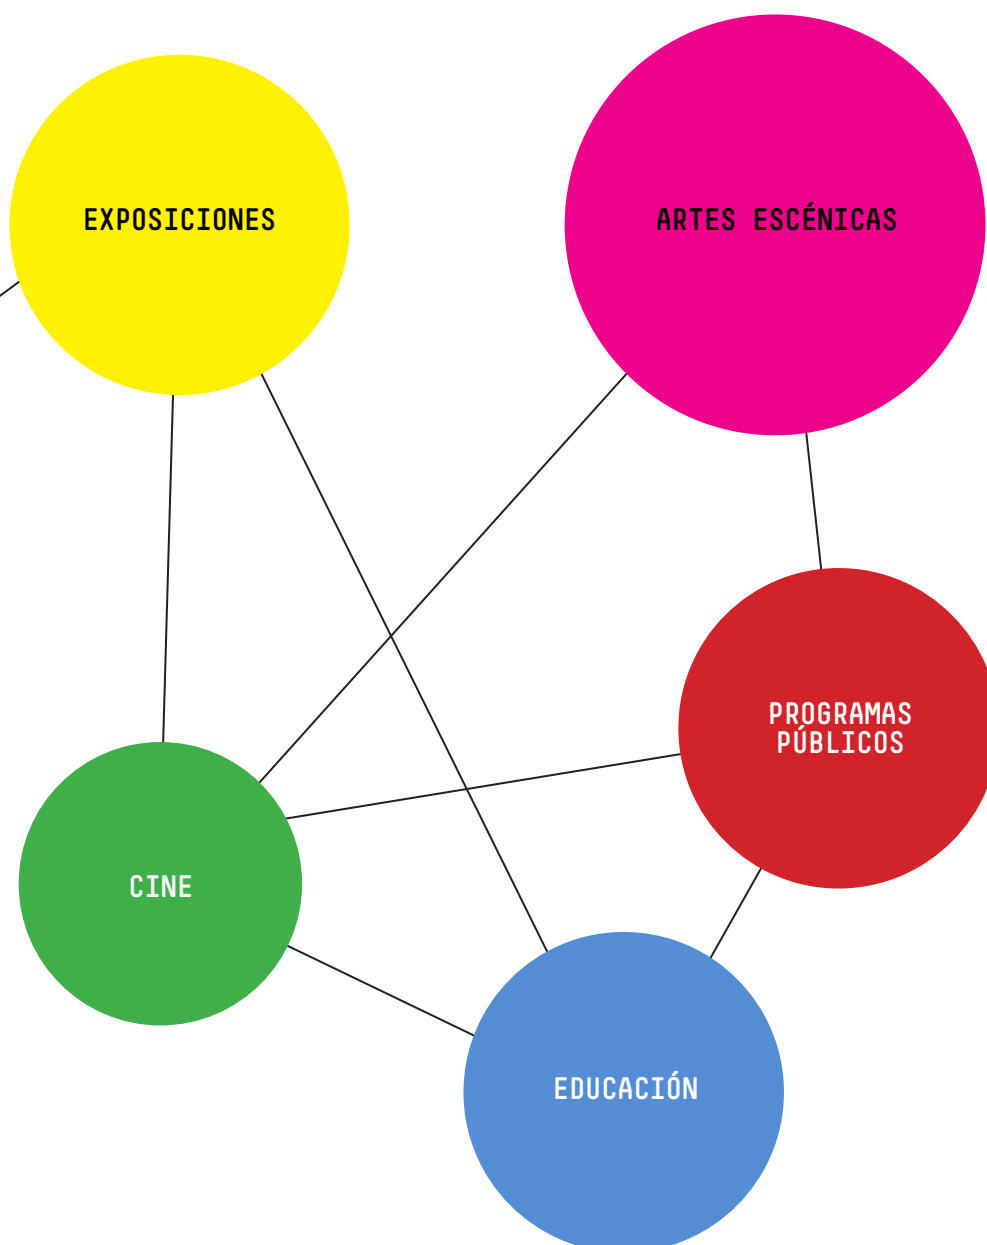 EXPOSICIONES
ARTES ESCÉNICAS
PROGRAMAS
PÚBLICOS
CINE
EDUCACIÓN